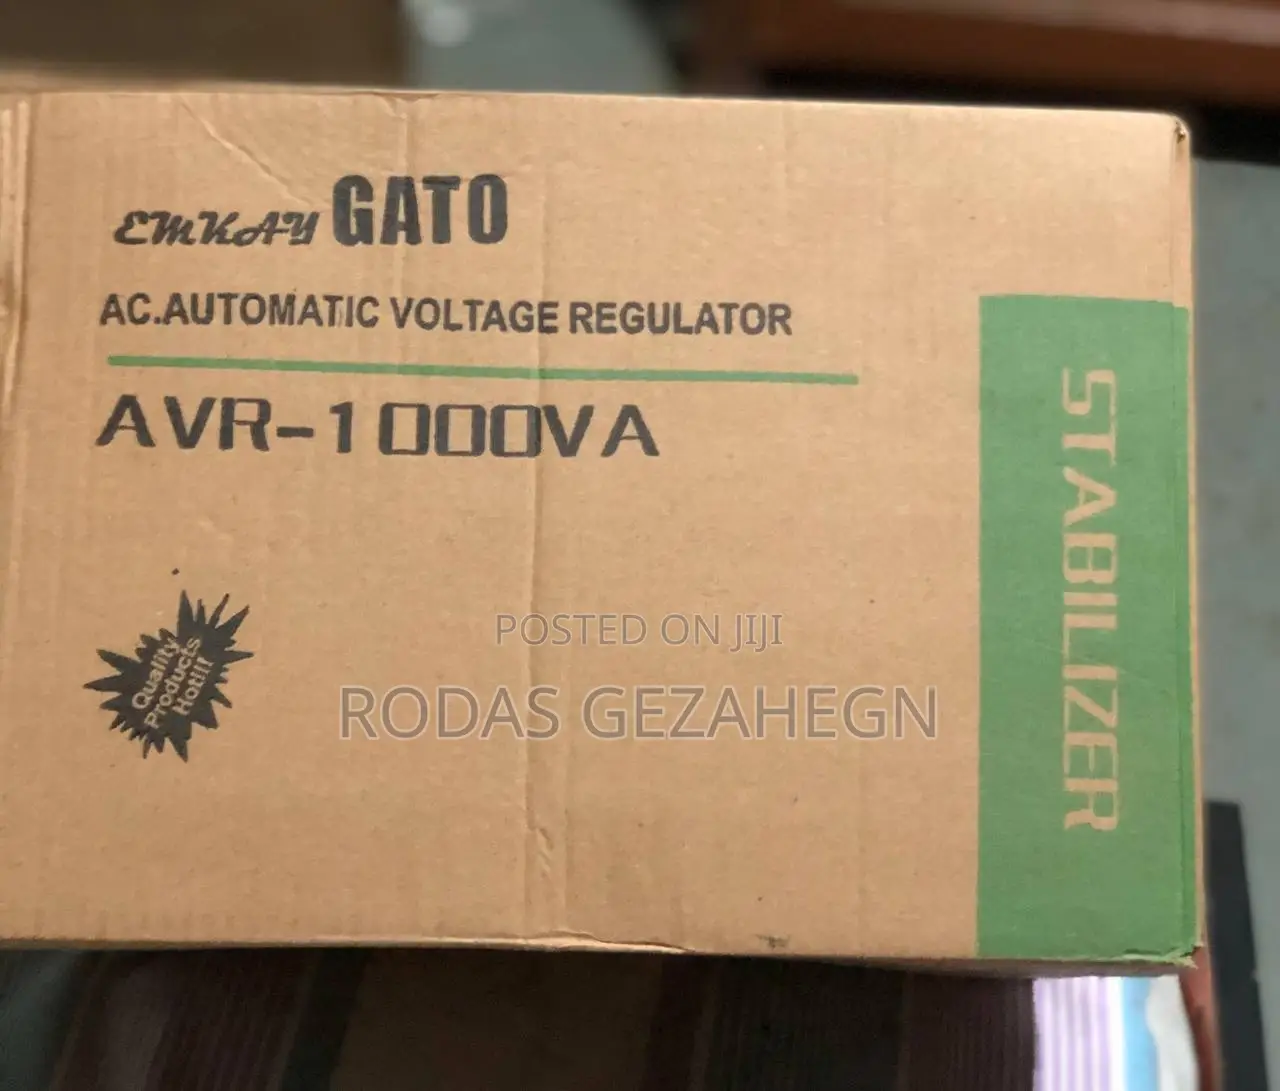 EMKAY GATO
AC.AUTOMATIC VOLTAGE REGULATOR
AVR-1000VA
STABILIZER
Quality
Products
Hot!!!
POSTED ON JIJI
RODAS GEZAHEGN